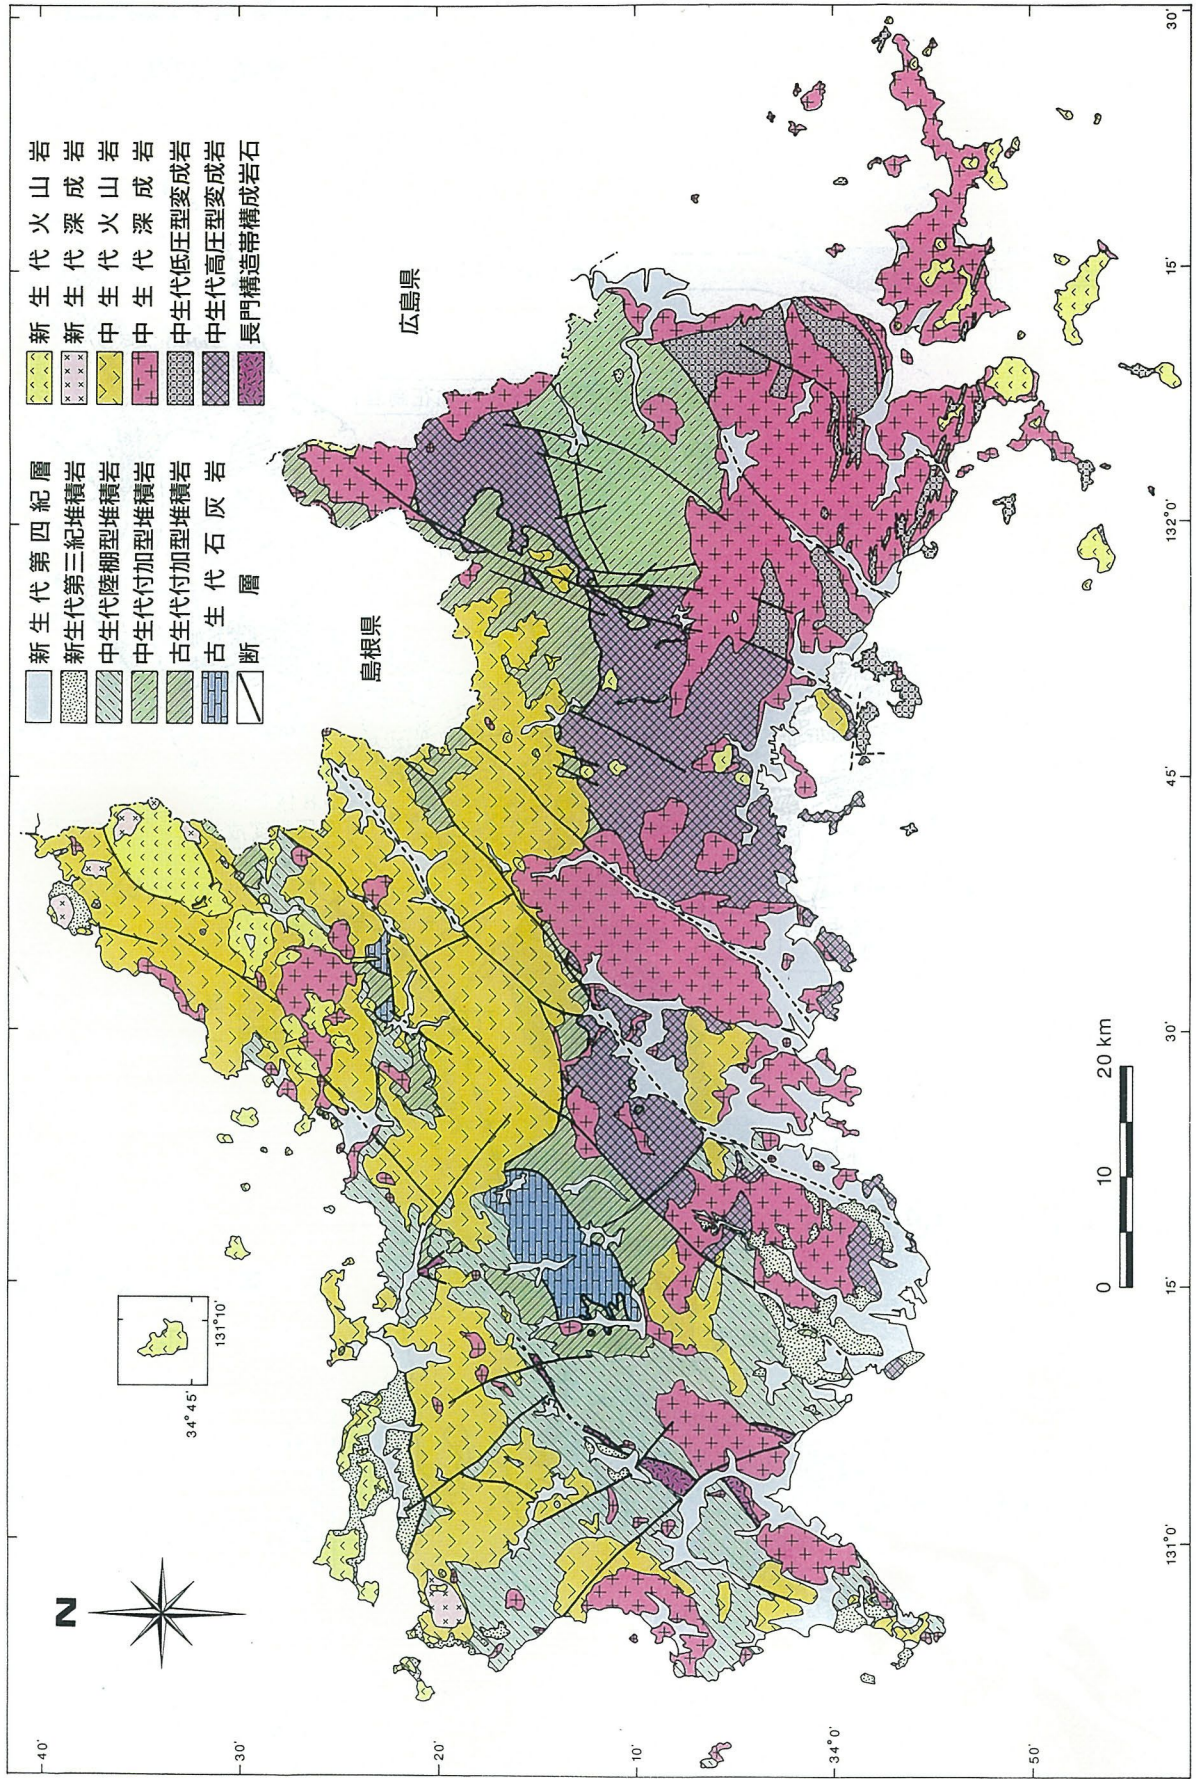 N
新生代第四紀層
新生代第三紀堆積岩
中生代陸棚型堆積岩
中生代付加型堆積岩
古生代付加型堆積岩
古生代石灰岩
断層
新生代火山岩
新生代深成岩
中生代火山岩
中生代深成岩
中生代低圧型変成岩
中生代高圧型変成岩
長門構造帯構成岩石
島根県
広島県
34°45'
131°10'
40'
30'
20'
10'
34°0'
50'
0 10 20 km
131°0'
15'
30'
45'
132°0'
15'
30'